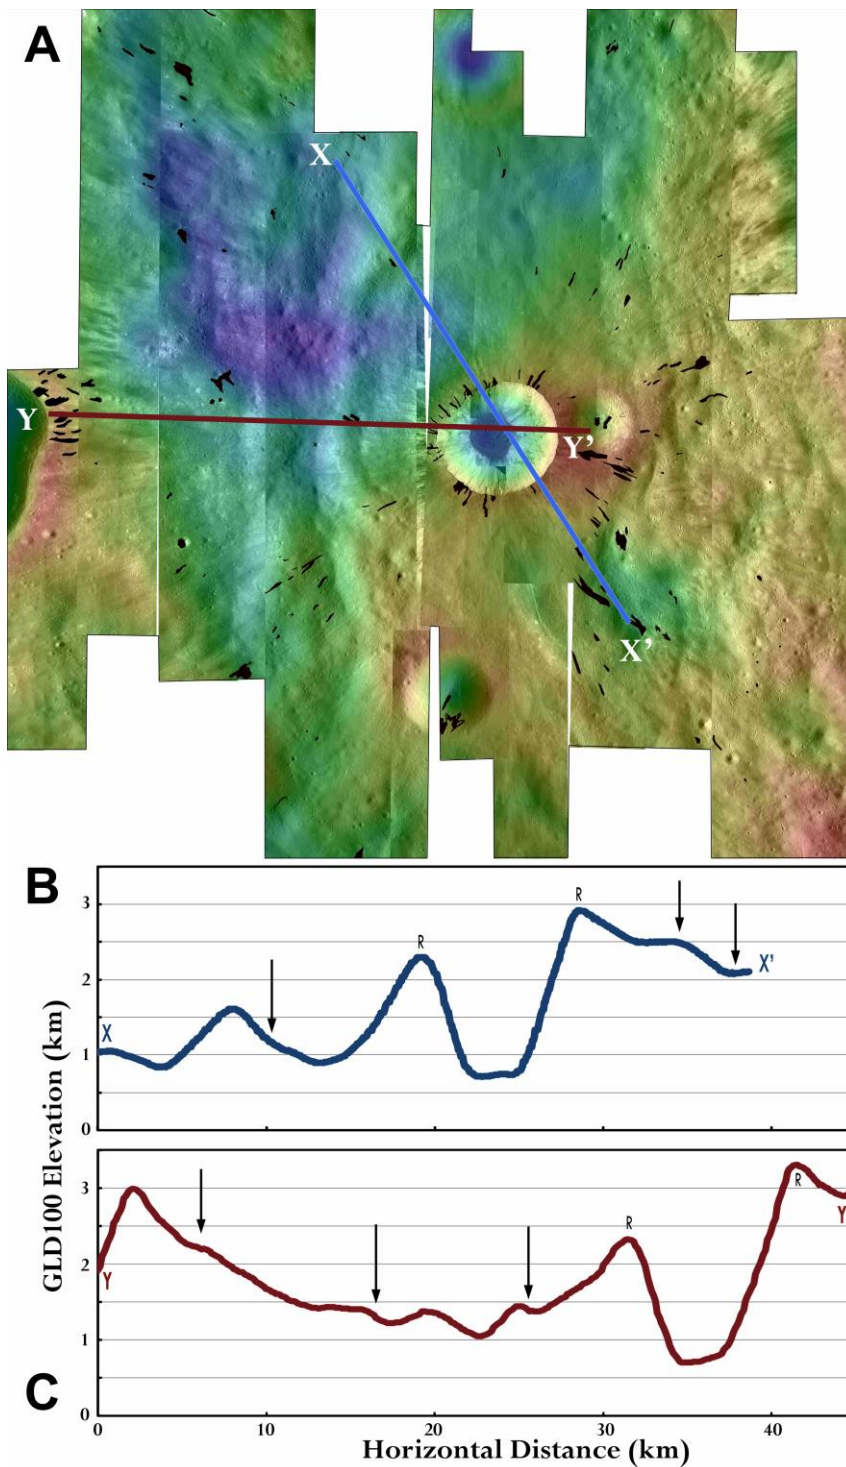 A
X
Y
Y'
X'
B
R
R
3
X'
2
X
1
0
GLD100 Elevation (km)
3
R
R
Y
Y
2
1
C
0
0
10
20
30
40
Horizontal Distance (km)